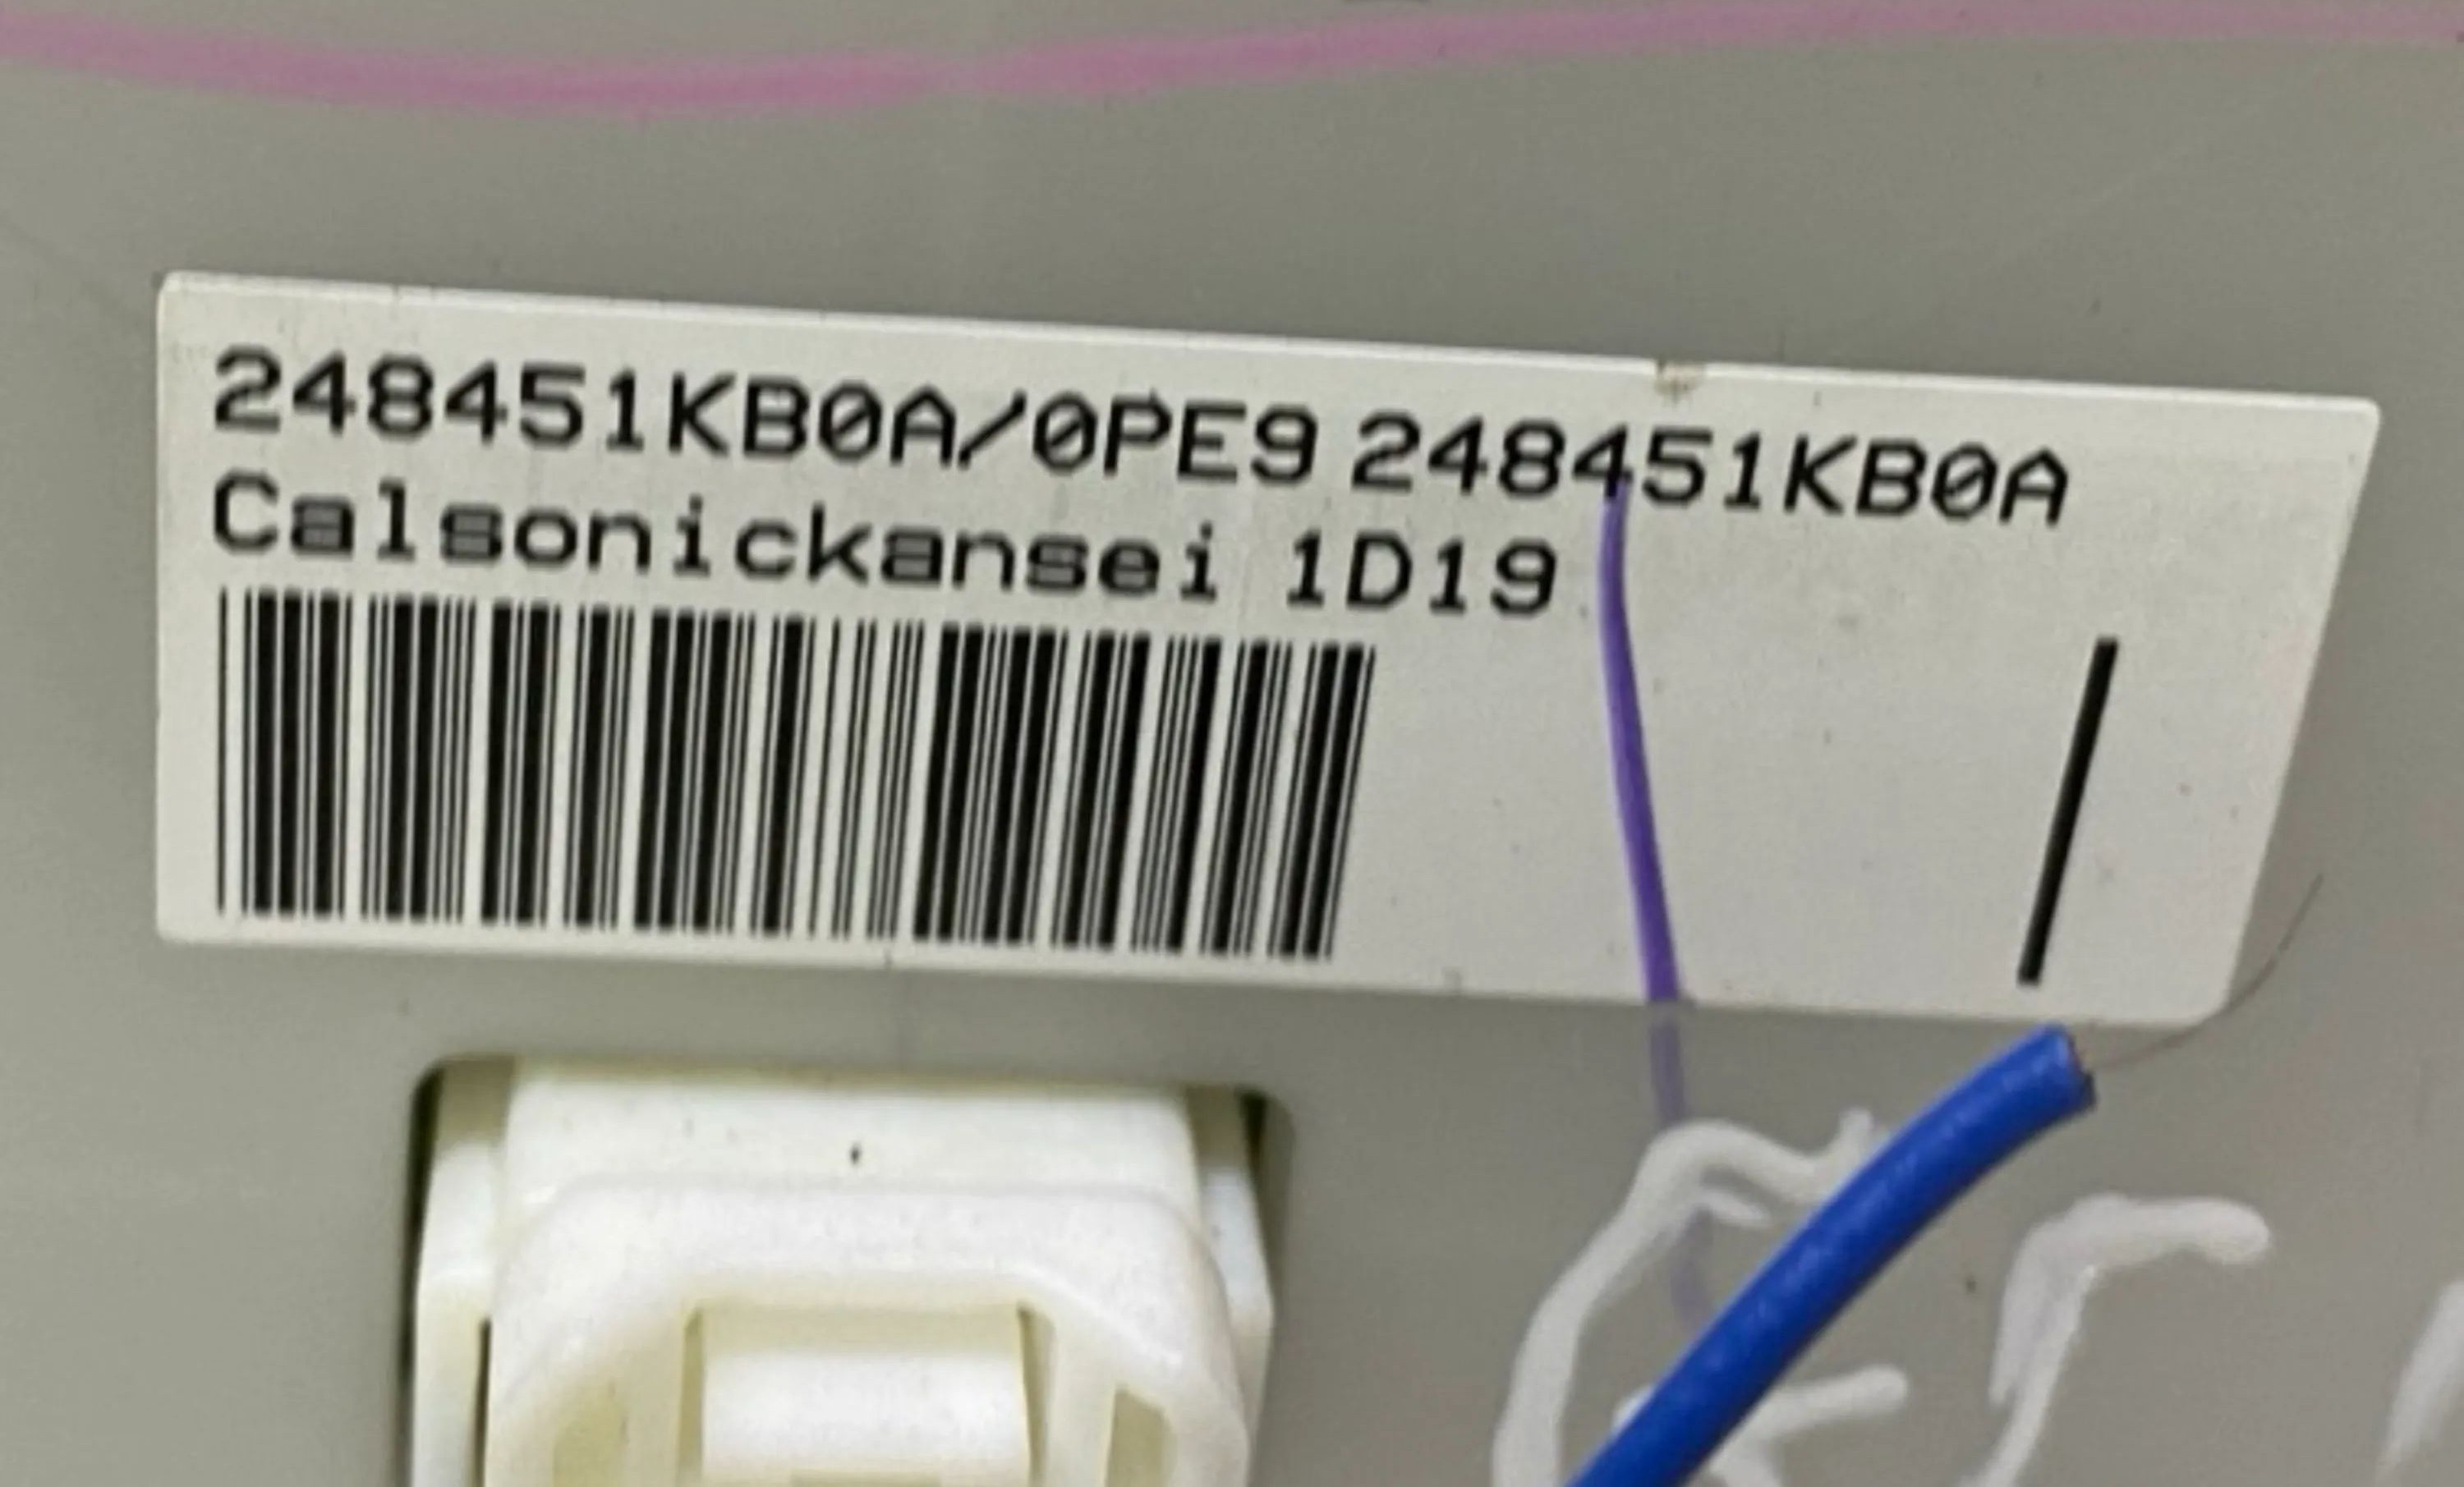 248451KB0A/0PE9 248451KB0A
Calsonickansei 1D19